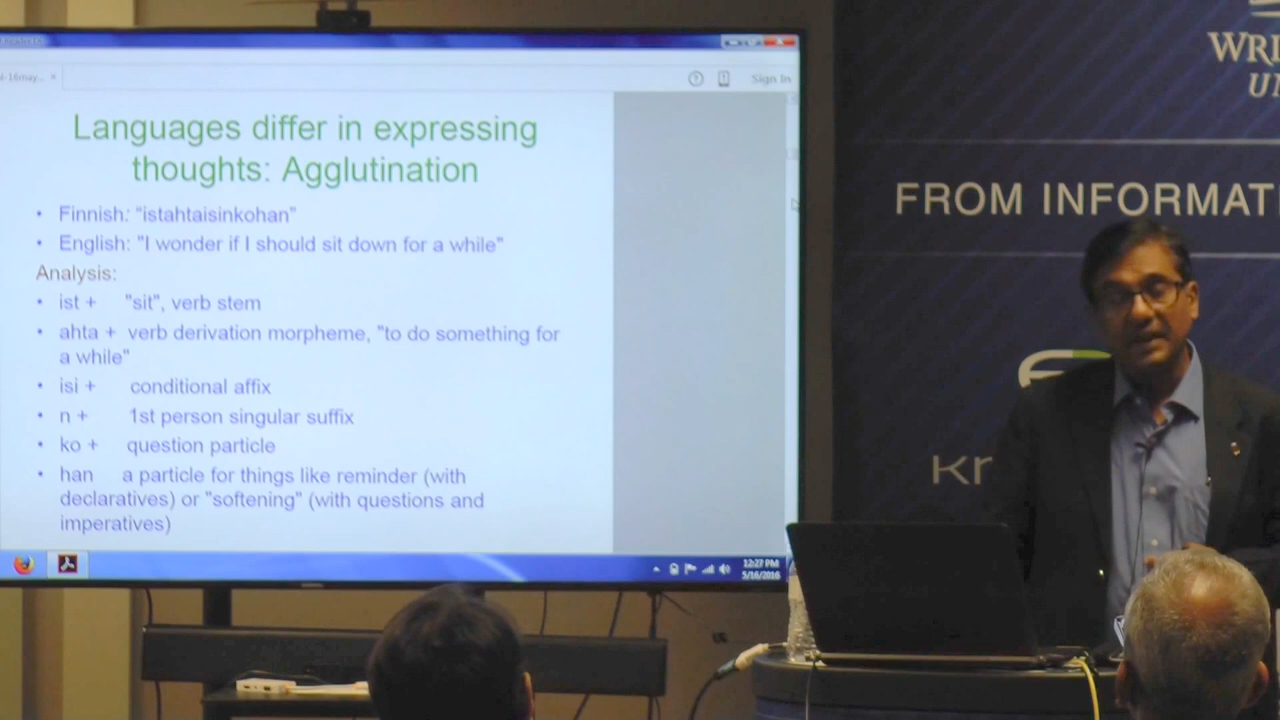 l-16may... ×
Sign In
Languages differ in expressing
thoughts: Agglutination
• Finnish: “istahtaisinkohan”
• English: "I wonder if I should sit down for a while"
Analysis:
• ist + "sit", verb stem
• ahta + verb derivation morpheme, "to do something for
a while"
• isi + conditional affix
• n + 1st person singular suffix
• ko + question particle
• han a particle for things like reminder (with
declaratives) or "softening" (with questions and
imperatives)
12:27 PM
5/16/2016
WRI
UN
FROM INFORMATI
Kr